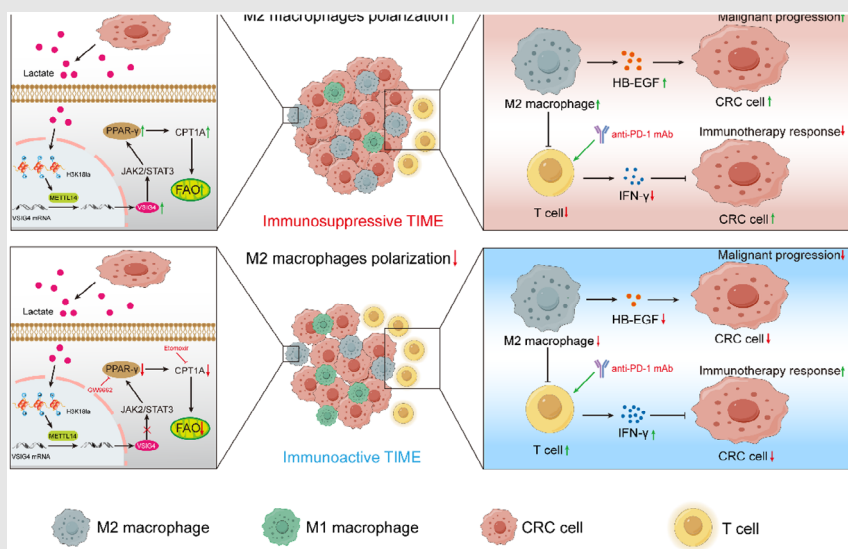 M2 macrophages polarization↑
Malignant progression↑
Lactate
HB-EGF↑
M2 macrophage↑
CRC cell↑
PPAR-γ↑
CPT1A↑
anti-PD-1 mAb
Immunotherapy response↓
JAK2/STAT3
H3K18la
FAO↑
METTL14
VSIG4 mRNA
VSIG4↑
IFN-γ↓
T cell↓
CRC cell↑
Immunosuppressive TIME
M2 macrophages polarization↓
Malignant progression↓
Lactate
HB-EGF↓
M2 macrophage↓
CRC cell↓
Etomoxir
PPAR-γ↓
CPT1A↓
anti-PD-1 mAb
Immunotherapy response↑
GW9662
JAK2/STAT3
H3K18la
FAO↓
METTL14
VSIG4 mRNA
VSIG4
IFN-γ↑
T cell↑
CRC cell↓
Immunoactive TIME
M2 macrophage
M1 macrophage
CRC cell
T cell